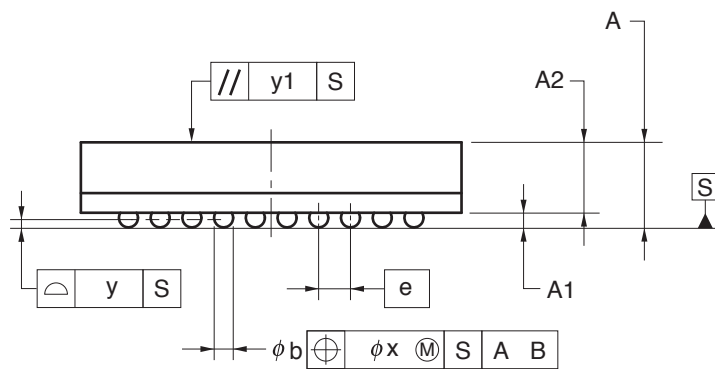 A
// y1 S
A2
S
⌓ y S
e
A1
φb ⌖ φx Ⓜ S A B